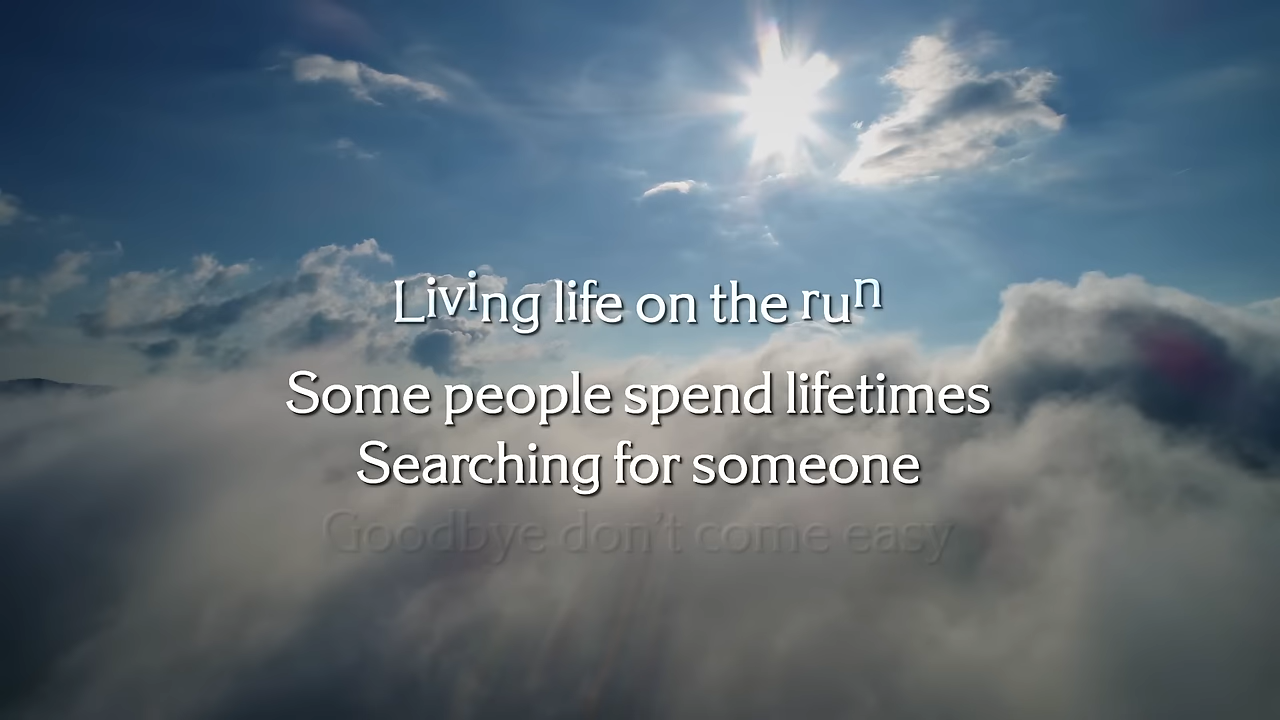 Living life on the run
Some people spend lifetimes
Searching for someone
Goodbye don't come easy